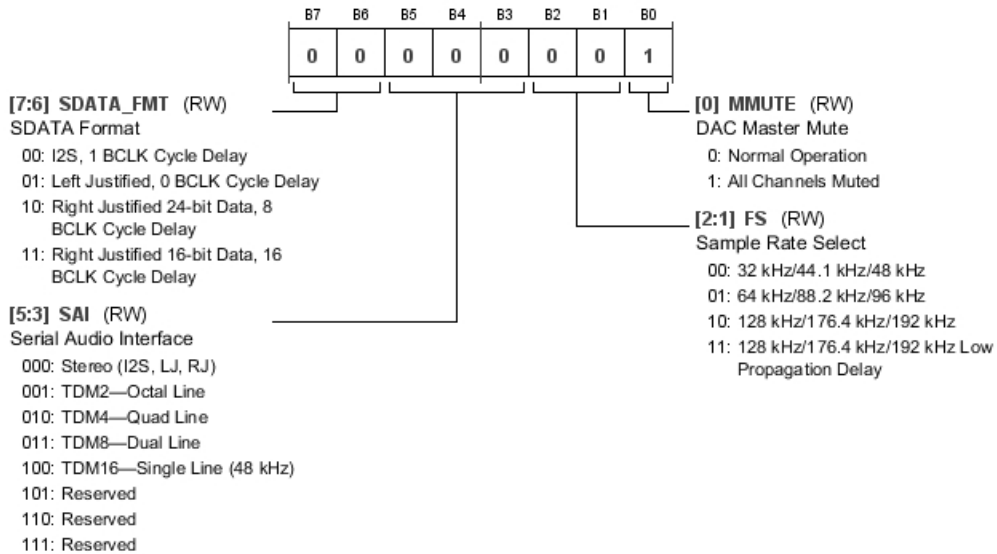 B7 B6 B5 B4 B3 B2 B1 B0
0 0 0 0 0 0 0 1
[7:6] SDATA_FMT (RW)
SDATA Format
00: I2S, 1 BCLK Cycle Delay
01: Left Justified, 0 BCLK Cycle Delay
10: Right Justified 24-bit Data, 8
BCLK Cycle Delay
11: Right Justified 16-bit Data, 16
BCLK Cycle Delay
[5:3] SAI (RW)
Serial Audio Interface
000: Stereo (I2S, LJ, RJ)
001: TDM2—Octal Line
010: TDM4—Quad Line
011: TDM8—Dual Line
100: TDM16—Single Line (48 kHz)
101: Reserved
110: Reserved
111: Reserved
[0] MMUTE (RW)
DAC Master Mute
0: Normal Operation
1: All Channels Muted
[2:1] FS (RW)
Sample Rate Select
00: 32 kHz/44.1 kHz/48 kHz
01: 64 kHz/88.2 kHz/96 kHz
10: 128 kHz/176.4 kHz/192 kHz
11: 128 kHz/176.4 kHz/192 kHz Low
Propagation Delay